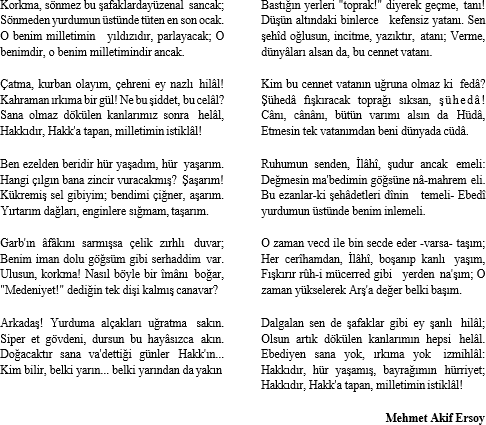 Korkma, sönmez bu şafaklardayüzenal sancak;
Sönmeden yurdumun üstünde tüten en son ocak.
O benim milletimin yıldızıdır, parlayacak; O
benimdir, o benim milletimindir ancak.

Çatma, kurban olayım, çehreni ey nazlı hilâl!
Kahraman ırkıma bir gül! Ne bu şiddet, bu celâl?
Sana olmaz dökülen kanlarımız sonra helâl,
Hakkıdır, Hakk'a tapan, milletimin istiklâl!

Ben ezelden beridir hür yaşadım, hür yaşarım.
Hangi çılgın bana zincir vuracakmış? Şaşarım!
Kükremiş sel gibiyim; bendimi çiğner, aşarım.
Yırtarım dağları, enginlere sığmam, taşarım.

Garb'ın âfâkını sarmışsa çelik zırhlı duvar;
Benim iman dolu göğsüm gibi serhaddim var.
Ulusun, korkma! Nasıl böyle bir îmânı boğar,
"Medeniyet!" dediğin tek dişi kalmış canavar?

Arkadaş! Yurduma alçakları uğratma sakın.
Siper et gövdeni, dursun bu hayâsızca akın.
Doğacaktır sana va'dettiği günler Hakk'ın...
Kim bilir, belki yarın... belki yarından da yakın

Bastığın yerleri "toprak!" diyerek geçme, tanı!
Düşün altındaki binlerce kefensiz yatanı. Sen
şehîd oğlusun, incitme, yazıktır, atanı; Verme,
dünyâları alsan da, bu cennet vatanı.

Kim bu cennet vatanın uğruna olmaz ki fedâ?
Şühedâ fışkıracak toprağı sıksan, şühedâ!
Cânı, cânânı, bütün varımı alsın da Hüdâ,
Etmesin tek vatanımdan beni dünyada cüdâ.

Ruhumun senden, İlâhî, şudur ancak emeli:
Değmesin ma'bedimin göğsüne nâ-mahrem eli.
Bu ezanlar-ki şehâdetleri dînin temeli- Ebedî
yurdumun üstünde benim inlemeli.

O zaman vecd ile bin secde eder -varsa- taşım;
Her cerîhamdan, İlâhî, boşanıp kanlı yaşım,
Fışkırır rûh-i mücerred gibi yerden na'şım; O
zaman yükselerek Arş'a değer belki başım.

Dalgalan sen de şafaklar gibi ey şanlı hilâl;
Olsun artık dökülen kanlarımın hepsi helâl.
Ebediyen sana yok, ırkıma yok izmihlâl:
Hakkıdır, hür yaşamış, bayrağımın hürriyet;
Hakkıdır, Hakk'a tapan, milletimin istiklâl!

Mehmet Akif Ersoy